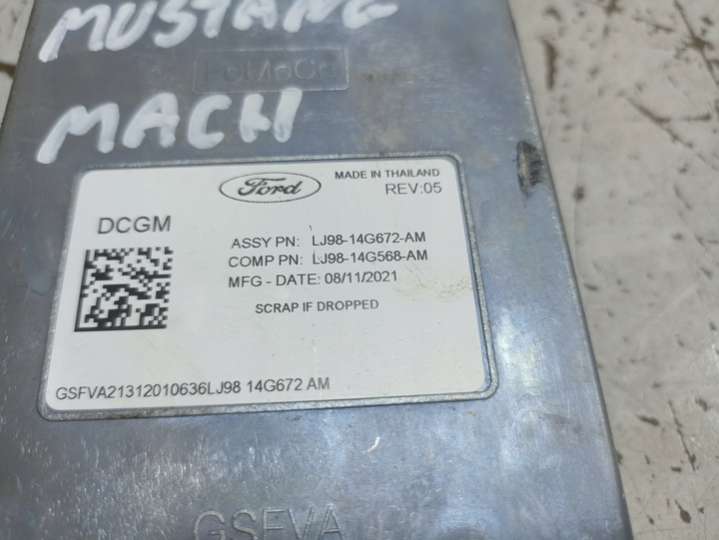 MUSTANG
FoMoCo
MACH
Ford
MADE IN THAILAND
REV:05
DCGM
ASSY PN: LJ98-14G672-AM
COMP PN: LJ98-14G568-AM
MFG - DATE: 08/11/2021
SCRAP IF DROPPED
GSFVA21312010636LJ98 14G672 AM
GSFVA